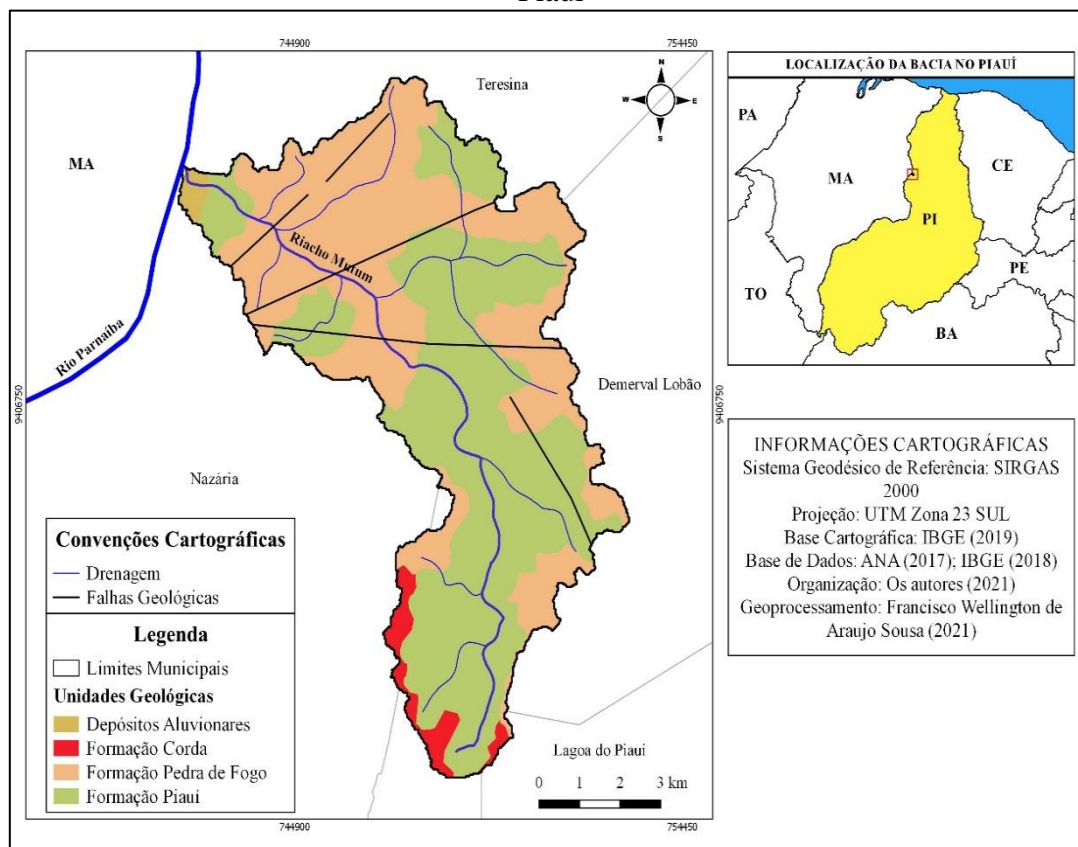 Piauí
744900
754450
Teresina
N
W
E
S
MA
Riacho Mutum
Rio Parnaíba
9406750
9406750
Demerval Lobão
Nazária
Convenções Cartográficas
Drenagem
Falhas Geológicas
Legenda
Limites Municipais
Unidades Geológicas
Depósitos Aluvionares
Formação Corda
Formação Pedra de Fogo
Formação Piauí
Lagoa do Piauí
0 1 2 3 km
744900
754450
LOCALIZAÇÃO DA BACIA NO PIAUÍ
PA
MA
CE
PI
PE
TO
BA
INFORMAÇÕES CARTOGRÁFICAS
Sistema Geodésico de Referência: SIRGAS
2000
Projeção: UTM Zona 23 SUL
Base Cartográfica: IBGE (2019)
Base de Dados: ANA (2017); IBGE (2018)
Organização: Os autores (2021)
Geoprocessamento: Francisco Wellington de
Araujo Sousa (2021)